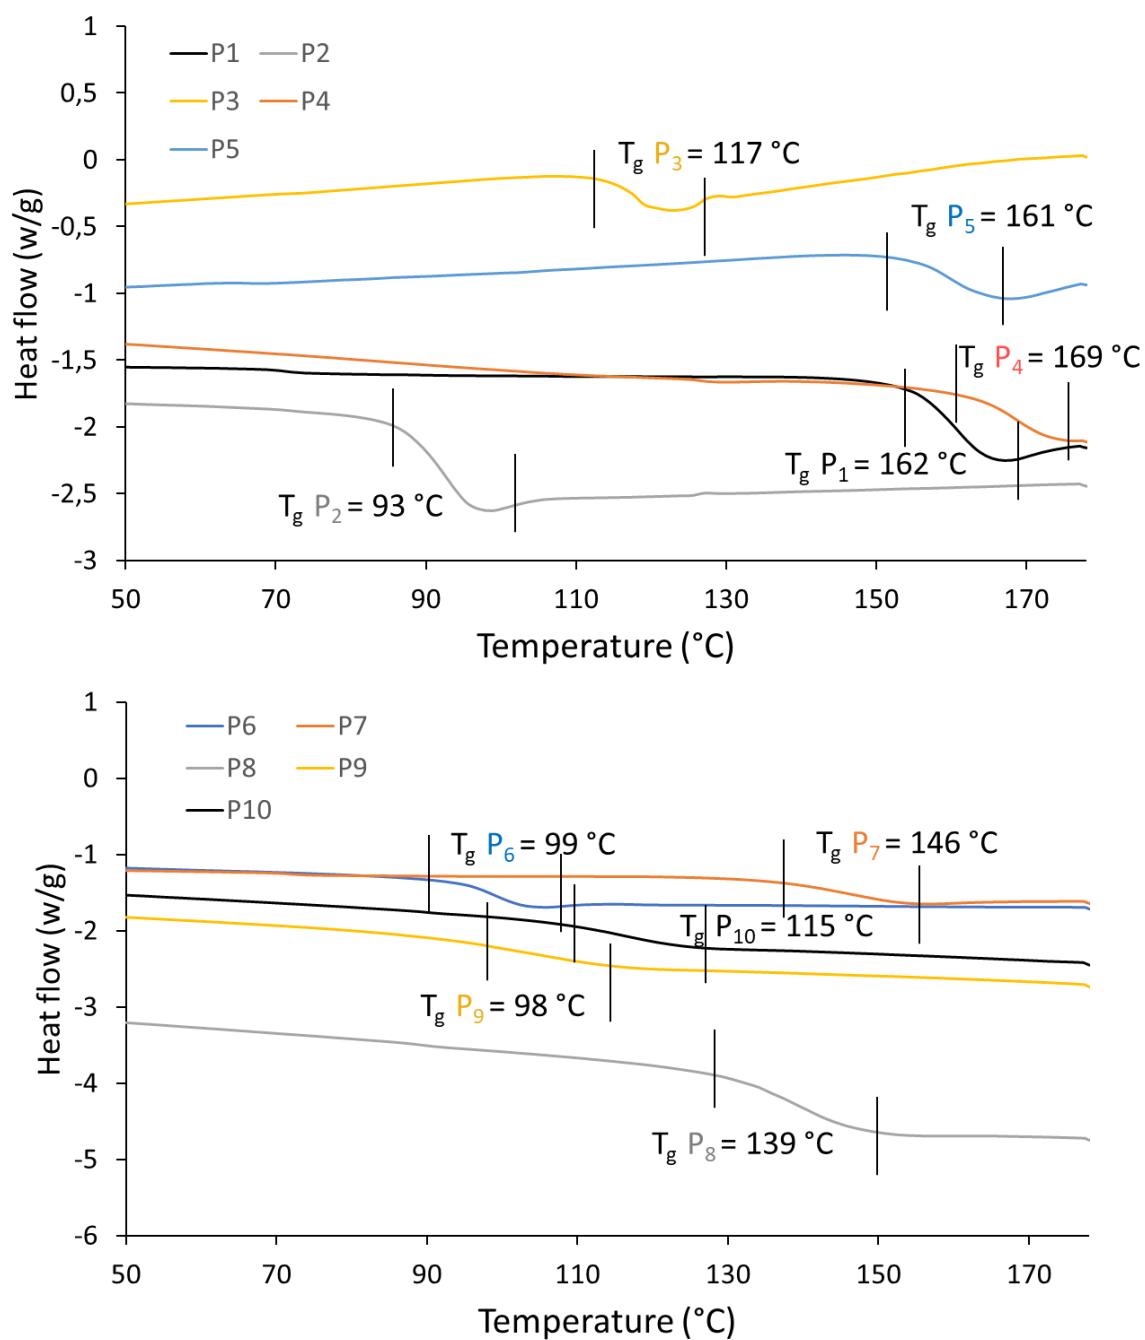 1
P1 P2
0,5
P3 P4
P5
0
Tg P3 = 117 °C
-0,5
Tg P5 = 161 °C
-1
-1,5
Tg P4 = 169 °C
-2
Tg P1 = 162 °C
-2,5
Tg P2 = 93 °C
-3
Heat flow (w/g)
50 70 90 110 130 150 170
Temperature (°C)
1
P6 P7
0
P8 P9
P10
-1
Tg P6 = 99 °C
Tg P7 = 146 °C
-2
Tg P10 = 115 °C
-3
Tg P9 = 98 °C
-4
Tg P8 = 139 °C
-5
-6
Heat flow (w/g)
50 70 90 110 130 150 170
Temperature (°C)